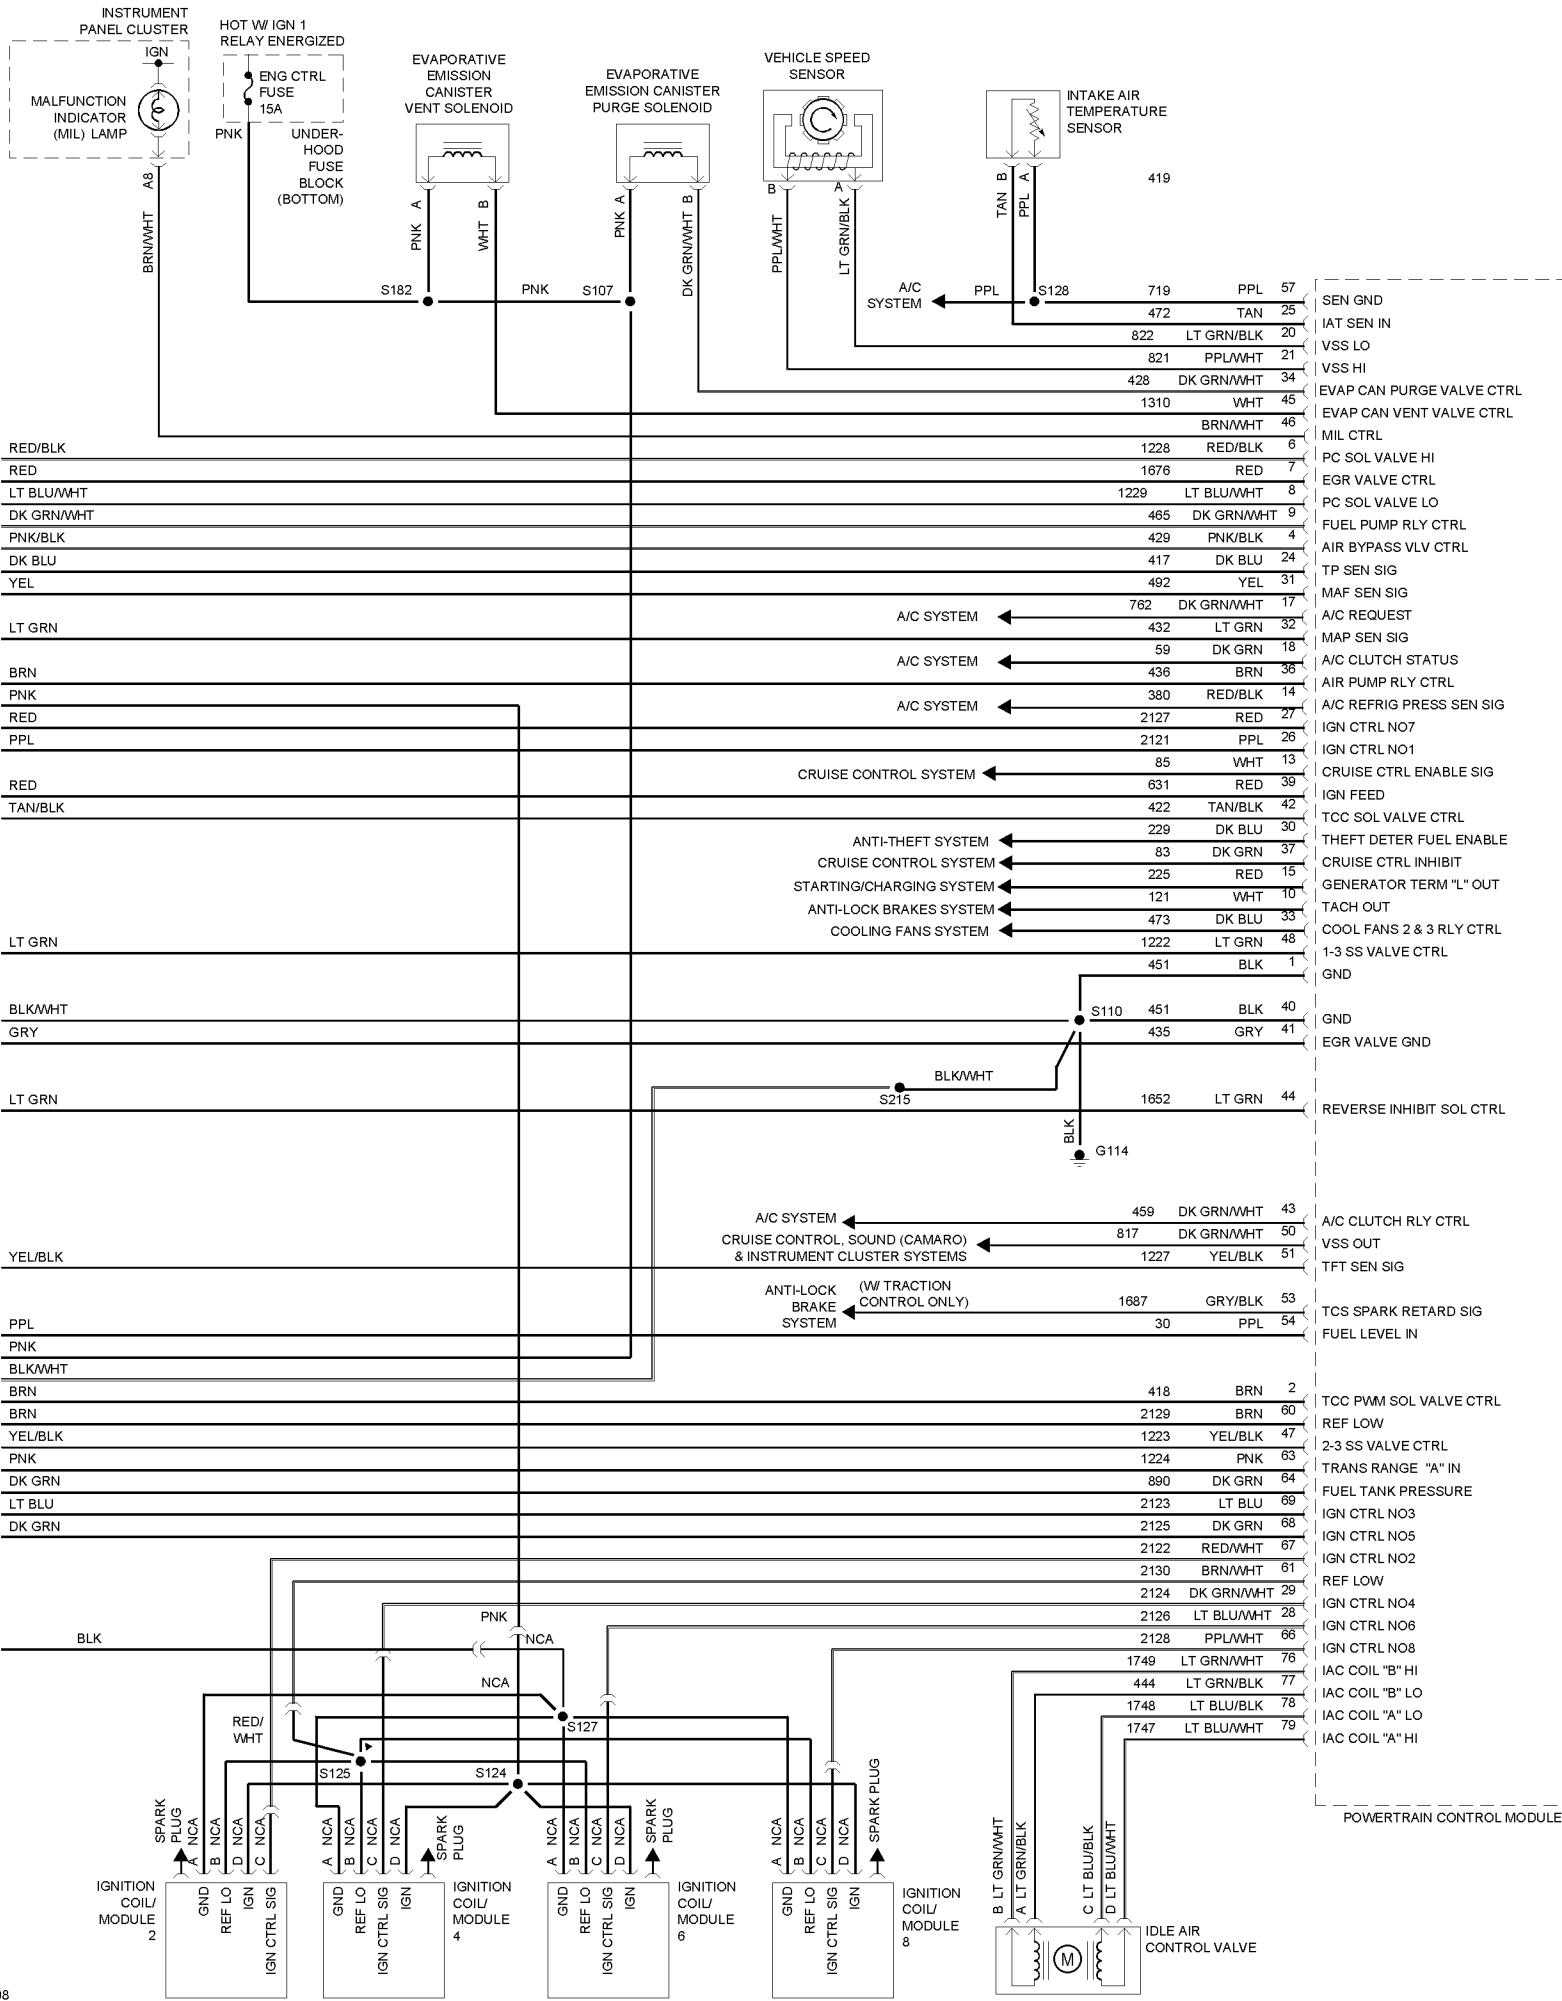 INSTRUMENT
PANEL CLUSTER
IGN
MALFUNCTION
INDICATOR
(MIL) LAMP
A8
BRN/WHT
HOT W/ IGN 1
RELAY ENERGIZED
ENG CTRL
FUSE
15A
PNK
UNDER-
HOOD
FUSE
BLOCK
(BOTTOM)
EVAPORATIVE
EMISSION
CANISTER
VENT SOLENOID
PNK A
WHT B
EVAPORATIVE
EMISSION CANISTER
PURGE SOLENOID
PNK A
DK GRN/WHT B
VEHICLE SPEED
SENSOR
B
A
PPL/WHT
LT GRN/BLK
INTAKE AIR
TEMPERATURE
SENSOR
TAN B
PPL A
419
S182
PNK
S107
A/C
SYSTEM
PPL
S128
719 PPL 57 SEN GND
472 TAN 25 IAT SEN IN
822 LT GRN/BLK 20 VSS LO
821 PPL/WHT 21 VSS HI
428 DK GRN/WHT 34 EVAP CAN PURGE VALVE CTRL
1310 WHT 45 EVAP CAN VENT VALVE CTRL
BRN/WHT 46 MIL CTRL
RED/BLK 1228 RED/BLK 6 PC SOL VALVE HI
RED 1676 RED 7 EGR VALVE CTRL
LT BLU/WHT 1229 LT BLU/WHT 8 PC SOL VALVE LO
DK GRN/WHT 465 DK GRN/WHT 9 FUEL PUMP RLY CTRL
PNK/BLK 429 PNK/BLK 4 AIR BYPASS VLV CTRL
DK BLU 417 DK BLU 24 TP SEN SIG
YEL 492 YEL 31 MAF SEN SIG
A/C SYSTEM 762 DK GRN/WHT 17 A/C REQUEST
LT GRN 432 LT GRN 32 MAP SEN SIG
A/C SYSTEM 59 DK GRN 18 A/C CLUTCH STATUS
BRN 436 BRN 36 AIR PUMP RLY CTRL
PNK A/C SYSTEM 380 RED/BLK 14 A/C REFRIG PRESS SEN SIG
RED 2127 RED 27 IGN CTRL NO7
PPL 2121 PPL 26 IGN CTRL NO1
CRUISE CONTROL SYSTEM 85 WHT 13 CRUISE CTRL ENABLE SIG
RED 631 RED 39 IGN FEED
TAN/BLK 422 TAN/BLK 42 TCC SOL VALVE CTRL
ANTI-THEFT SYSTEM 229 DK BLU 30 THEFT DETER FUEL ENABLE
CRUISE CONTROL SYSTEM 83 DK GRN 37 CRUISE CTRL INHIBIT
STARTING/CHARGING SYSTEM 225 RED 15 GENERATOR TERM "L" OUT
ANTI-LOCK BRAKES SYSTEM 121 WHT 10 TACH OUT
COOLING FANS SYSTEM 473 DK BLU 33 COOL FANS 2 & 3 RLY CTRL
LT GRN 1222 LT GRN 48 1-3 SS VALVE CTRL
451 BLK 1 GND
BLK/WHT S110 451 BLK 40 GND
GRY 435 GRY 41 EGR VALVE GND
BLK/WHT
S215
LT GRN 1652 LT GRN 44 REVERSE INHIBIT SOL CTRL
BLK
G114
A/C SYSTEM 459 DK GRN/WHT 43 A/C CLUTCH RLY CTRL
CRUISE CONTROL, SOUND (CAMARO)
& INSTRUMENT CLUSTER SYSTEMS
817 DK GRN/WHT 50 VSS OUT
YEL/BLK 1227 YEL/BLK 51 TFT SEN SIG
ANTI-LOCK
BRAKE
SYSTEM
(W/ TRACTION
CONTROL ONLY)
1687 GRY/BLK 53 TCS SPARK RETARD SIG
PPL 30 PPL 54 FUEL LEVEL IN
PNK
BLK/WHT
BRN 418 BRN 2 TCC PWM SOL VALVE CTRL
BRN 2129 BRN 60 REF LOW
YEL/BLK 1223 YEL/BLK 47 2-3 SS VALVE CTRL
PNK 1224 PNK 63 TRANS RANGE "A" IN
DK GRN 890 DK GRN 64 FUEL TANK PRESSURE
LT BLU 2123 LT BLU 69 IGN CTRL NO3
DK GRN 2125 DK GRN 68 IGN CTRL NO5
2122 RED/WHT 67 IGN CTRL NO2
2130 BRN/WHT 61 REF LOW
2124 DK GRN/WHT 29 IGN CTRL NO4
2126 LT BLU/WHT 28 IGN CTRL NO6
2128 PPL/WHT 66 IGN CTRL NO8
1749 LT GRN/WHT 76 IAC COIL "B" HI
444 LT GRN/BLK 77 IAC COIL "B" LO
1748 LT BLU/BLK 78 IAC COIL "A" LO
1747 LT BLU/WHT 79 IAC COIL "A" HI
POWERTRAIN CONTROL MODULE
PNK
BLK
NCA
NCA
RED/
WHT
S127
S125
S124
SPARK
PLUG
A NCA
B NCA
D NCA
C NCA
GND
REF LO
IGN
IGN CTRL SIG
IGNITION
COIL/
MODULE
2
A NCA
B NCA
C NCA
D NCA
SPARK
PLUG
GND
REF LO
IGN CTRL SIG
IGN
IGNITION
COIL/
MODULE
4
A NCA
B NCA
C NCA
D NCA
SPARK
PLUG
GND
REF LO
IGN CTRL SIG
IGN
IGNITION
COIL/
MODULE
6
A NCA
B NCA
C NCA
D NCA
SPARK PLUG
GND
REF LO
IGN CTRL SIG
IGN
IGNITION
COIL/
MODULE
8
B LT GRN/WHT
A LT GRN/BLK
C LT BLU/BLK
D LT BLU/WHT
M
IDLE AIR
CONTROL VALVE